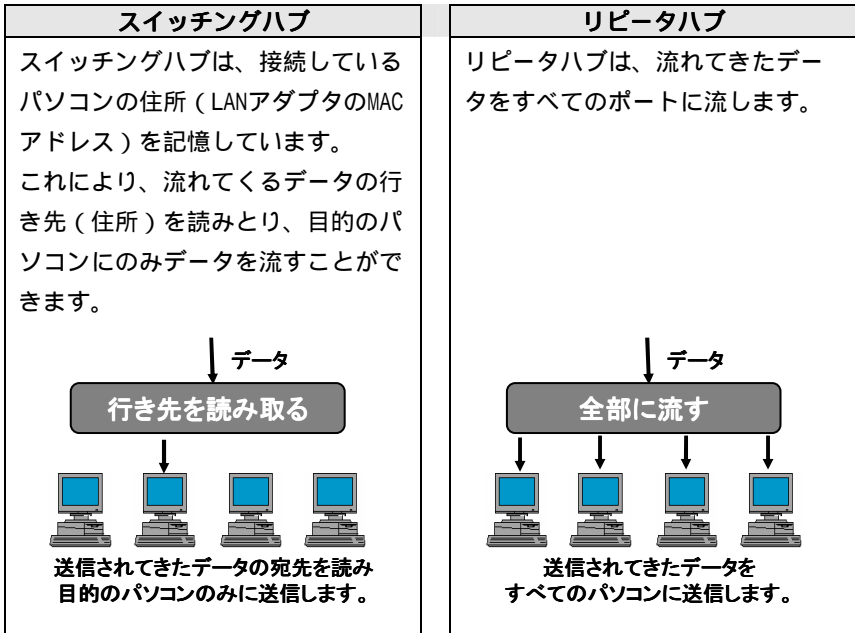 スイッチングハブ
スイッチングハブは、接続している
パソコンの住所（LANアダプタのMAC
アドレス）を記憶しています。
これにより、流れてくるデータの行
き先（住所）を読みとり、目的のパ
ソコンにのみデータを流すことがで
きます。
データ
行き先を読み取る
送信されてきたデータの宛先を読み
目的のパソコンのみに送信します。
リピータハブ
リピータハブは、流れてきたデー
タをすべてのポートに流します。
データ
全部に流す
送信されてきたデータを
すべてのパソコンに送信します。